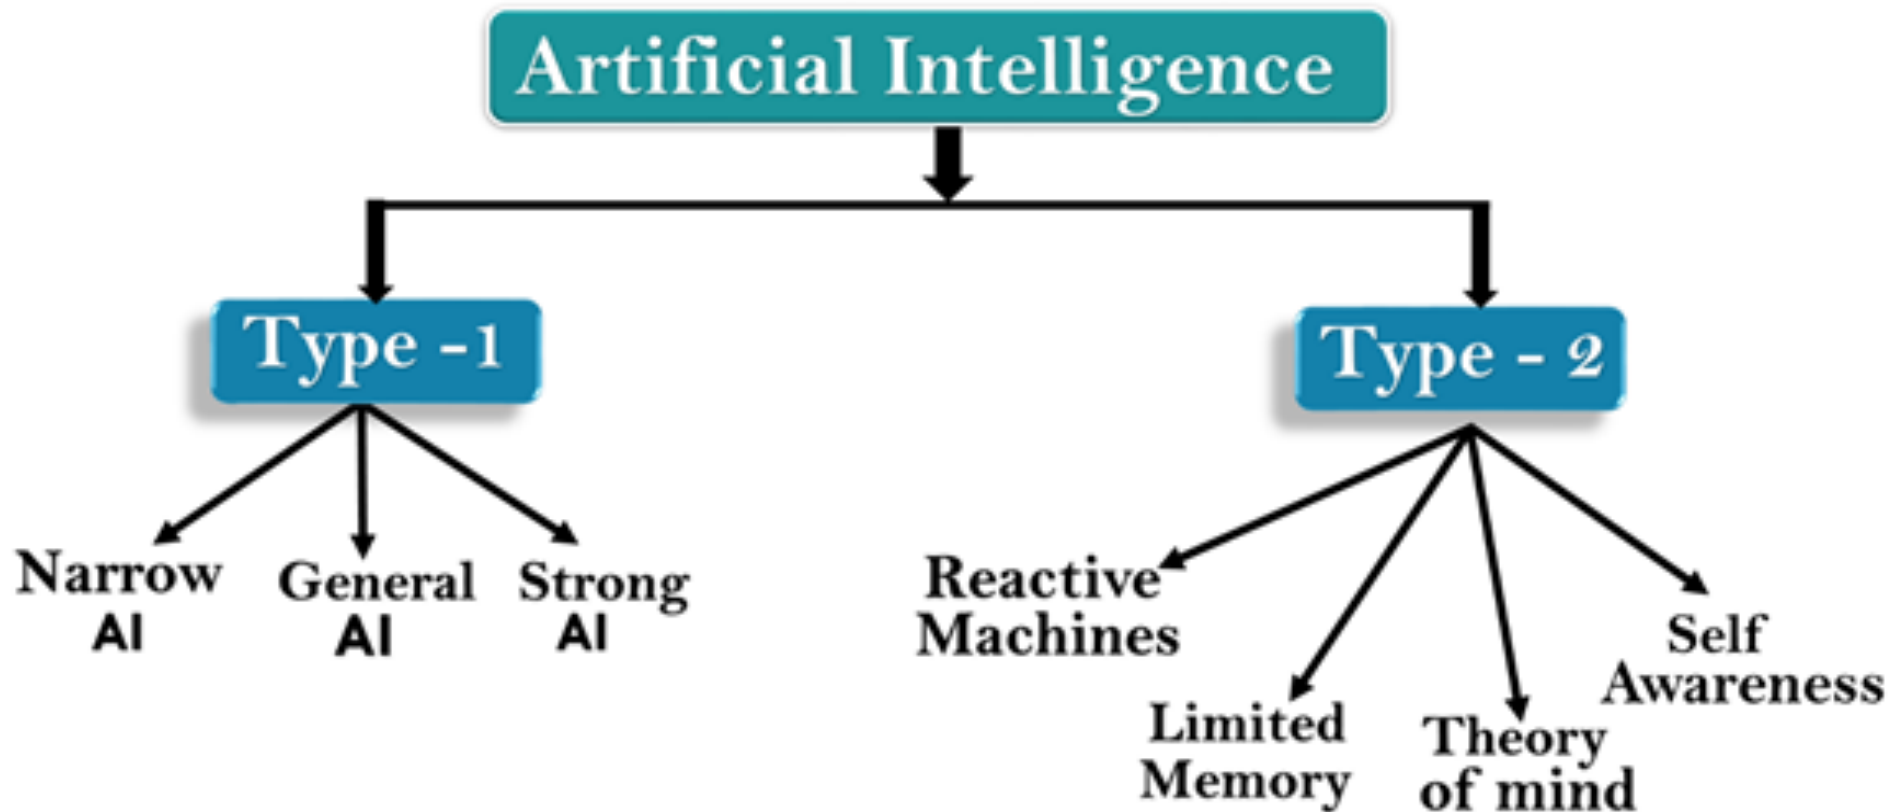 Artificial Intelligence
Type -1
Type - 2
Narrow
AI
General
AI
Strong
AI
Reactive
Machines
Limited
Memory
Theory
of mind
Self
Awareness